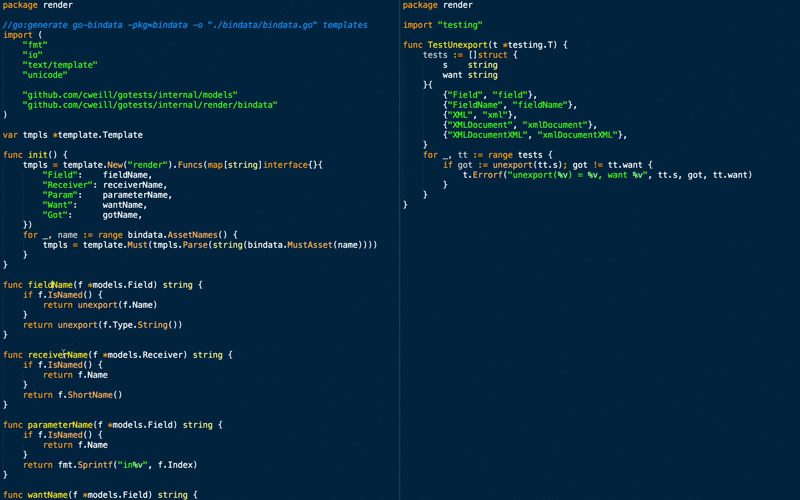 package render

//go:generate go-bindata -pkg=bindata -o "./bindata/bindata.go" templates
import (
    "fmt"
    "io"
    "text/template"
    "unicode"

    "github.com/cweill/gotests/internal/models"
    "github.com/cweill/gotests/internal/render/bindata"
)

var tmpls *template.Template

func init() {
    tmpls = template.New("render").Funcs(map[string]interface{}{
        "Field":    fieldName,
        "Receiver": receiverName,
        "Param":    parameterName,
        "Want":     wantName,
        "Got":      gotName,
    })
    for _, name := range bindata.AssetNames() {
        tmpls = template.Must(tmpls.Parse(string(bindata.MustAsset(name))))
    }
}

func fieldName(f *models.Field) string {
    if f.IsNamed() {
        return unexport(f.Name)
    }
    return unexport(f.Type.String())
}

func receiverName(f *models.Receiver) string {
    if f.IsNamed() {
        return f.Name
    }
    return f.ShortName()
}

func parameterName(f *models.Field) string {
    if f.IsNamed() {
        return f.Name
    }
    return fmt.Sprintf("in%v", f.Index)
}

func wantName(f *models.Field) string {
package render

import "testing"

func TestUnexport(t *testing.T) {
    tests := []struct {
        s    string
        want string
    }{
        {"Field", "field"},
        {"FieldName", "fieldName"},
        {"XML", "xml"},
        {"XMLDocument", "xmlDocument"},
        {"XMLDocumentXML", "xmlDocumentXML"},
    }
    for _, tt := range tests {
        if got := unexport(tt.s); got != tt.want {
            t.Errorf("unexport(%v) = %v, want %v", tt.s, got, tt.want)
        }
    }
}